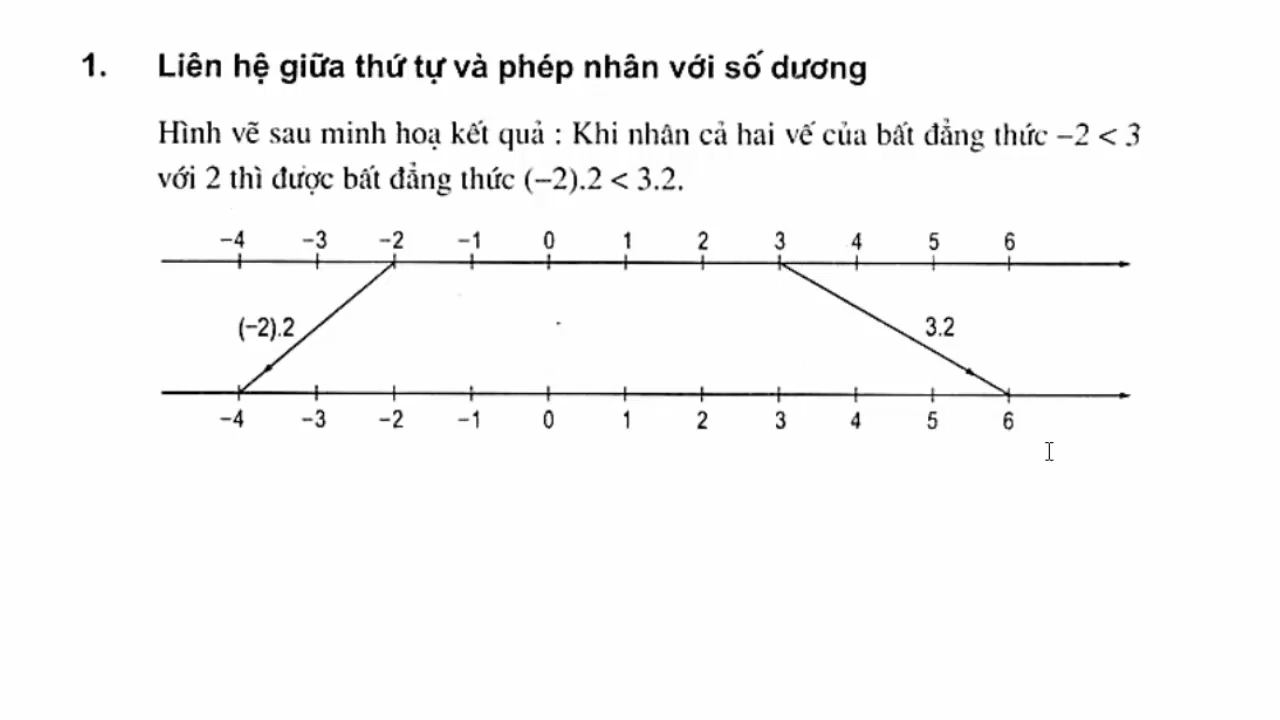 1. Liên hệ giữa thứ tự và phép nhân với số dương
Hình vẽ sau minh hoạ kết quả : Khi nhân cả hai vế của bất đẳng thức –2 < 3
với 2 thì được bất đẳng thức (–2).2 < 3.2.
–4 –3 –2 –1 0 1 2 3 4 5 6
(–2).2 3.2
–4 –3 –2 –1 0 1 2 3 4 5 6